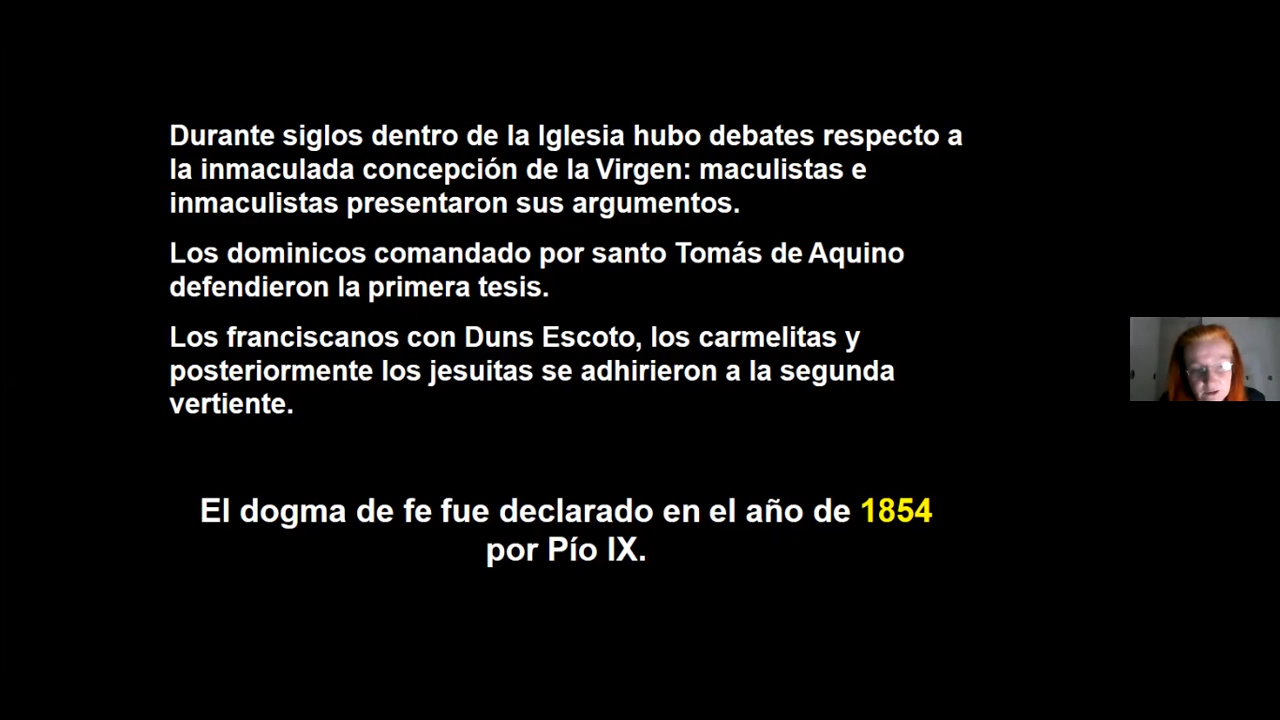 Durante siglos dentro de la Iglesia hubo debates respecto a
la inmaculada concepción de la Virgen: maculistas e
inmaculistas presentaron sus argumentos.
Los dominicos comandado por santo Tomás de Aquino
defendieron la primera tesis.
Los franciscanos con Duns Escoto, los carmelitas y
posteriormente los jesuitas se adhirieron a la segunda
vertiente.
El dogma de fe fue declarado en el año de 1854
por Pío IX.